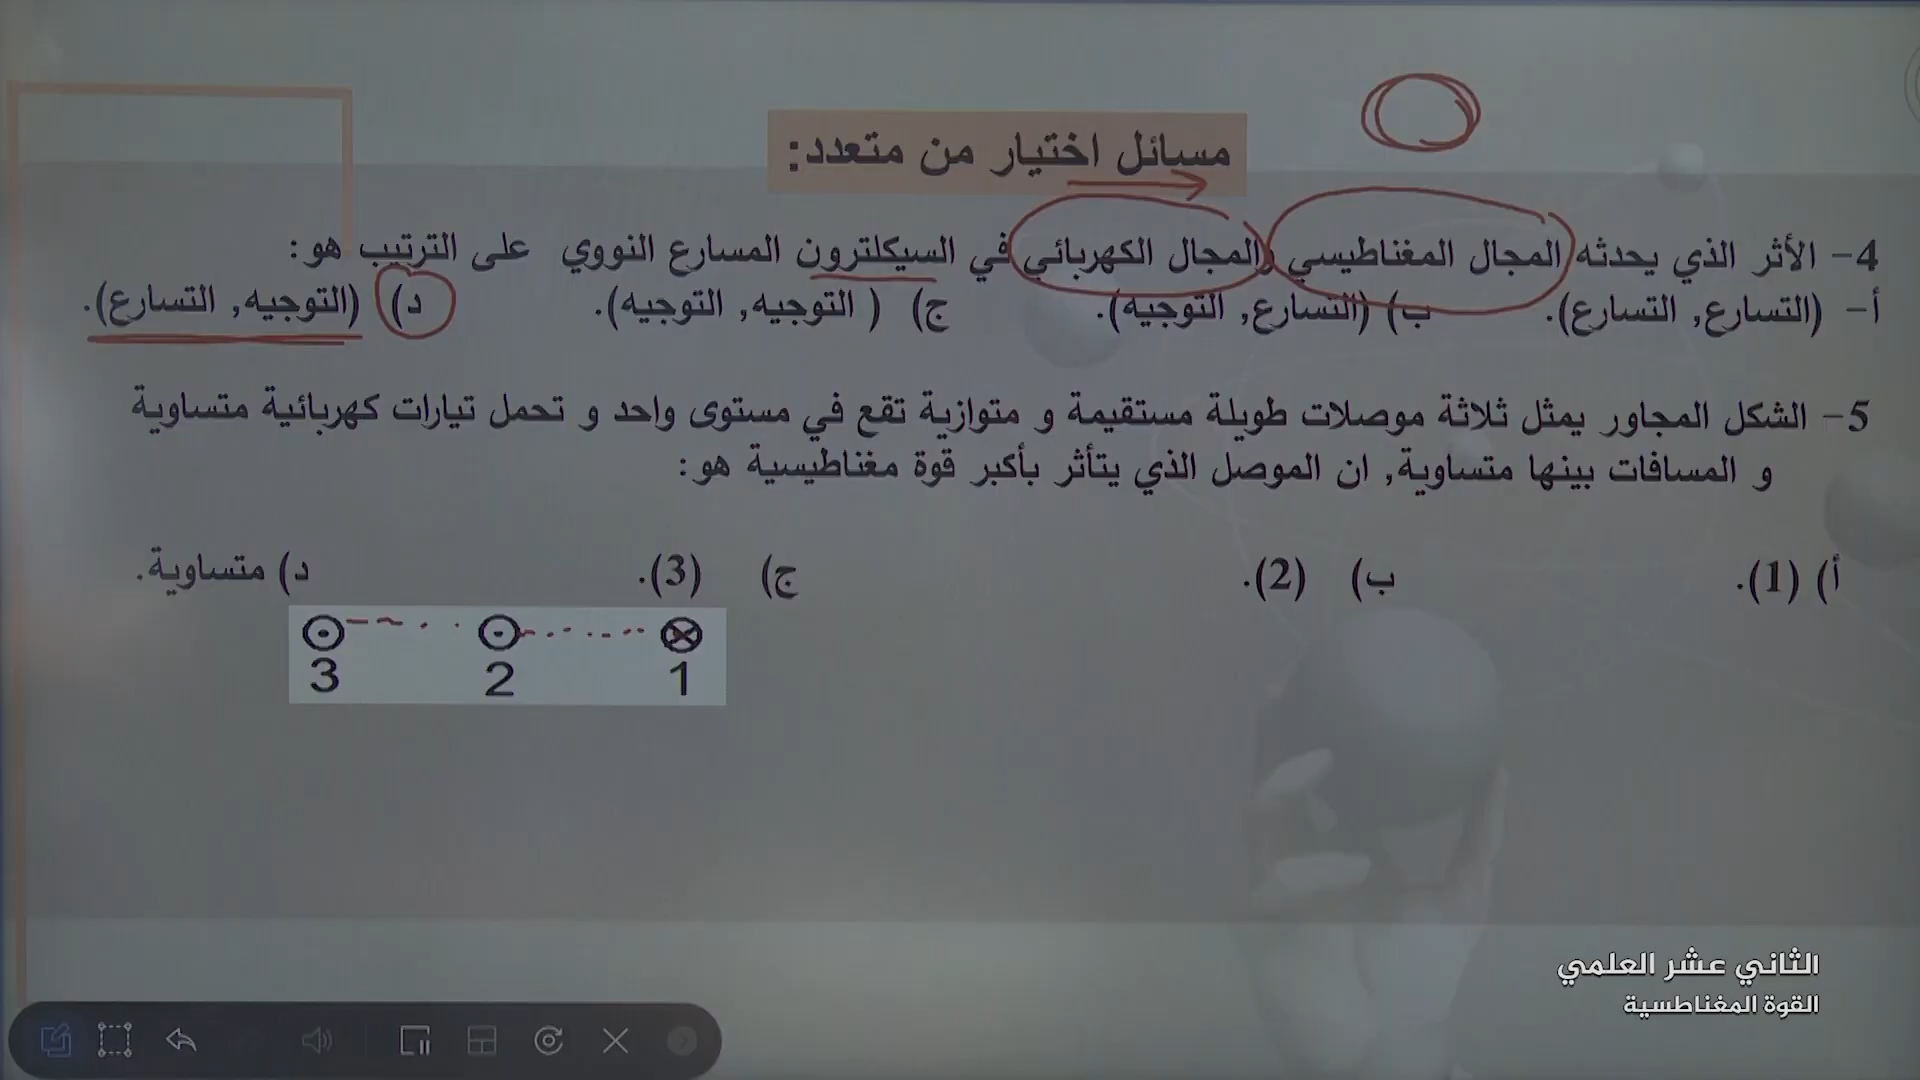 مسائل اختيار من متعدد:
4- الأثر الذي يحدثه المجال المغناطيسي والمجال الكهربائي في السيكلترون المسارع النووي على الترتيب هو:
أ- (التسارع, التسارع). ب) (التسارع, التوجيه). ج) ( التوجيه, التوجيه). د) (التوجيه, التسارع).
5- الشكل المجاور يمثل ثلاثة موصلات طويلة مستقيمة و متوازية تقع في مستوى واحد و تحمل تيارات كهربائية متساوية
و المسافات بينها متساوية, ان الموصل الذي يتأثر بأكبر قوة مغناطيسية هو:
أ) (1). ب) (2). ج) (3). د) متساوية.
3 2 1
الثاني عشر العلمي
القوة المغناطسية